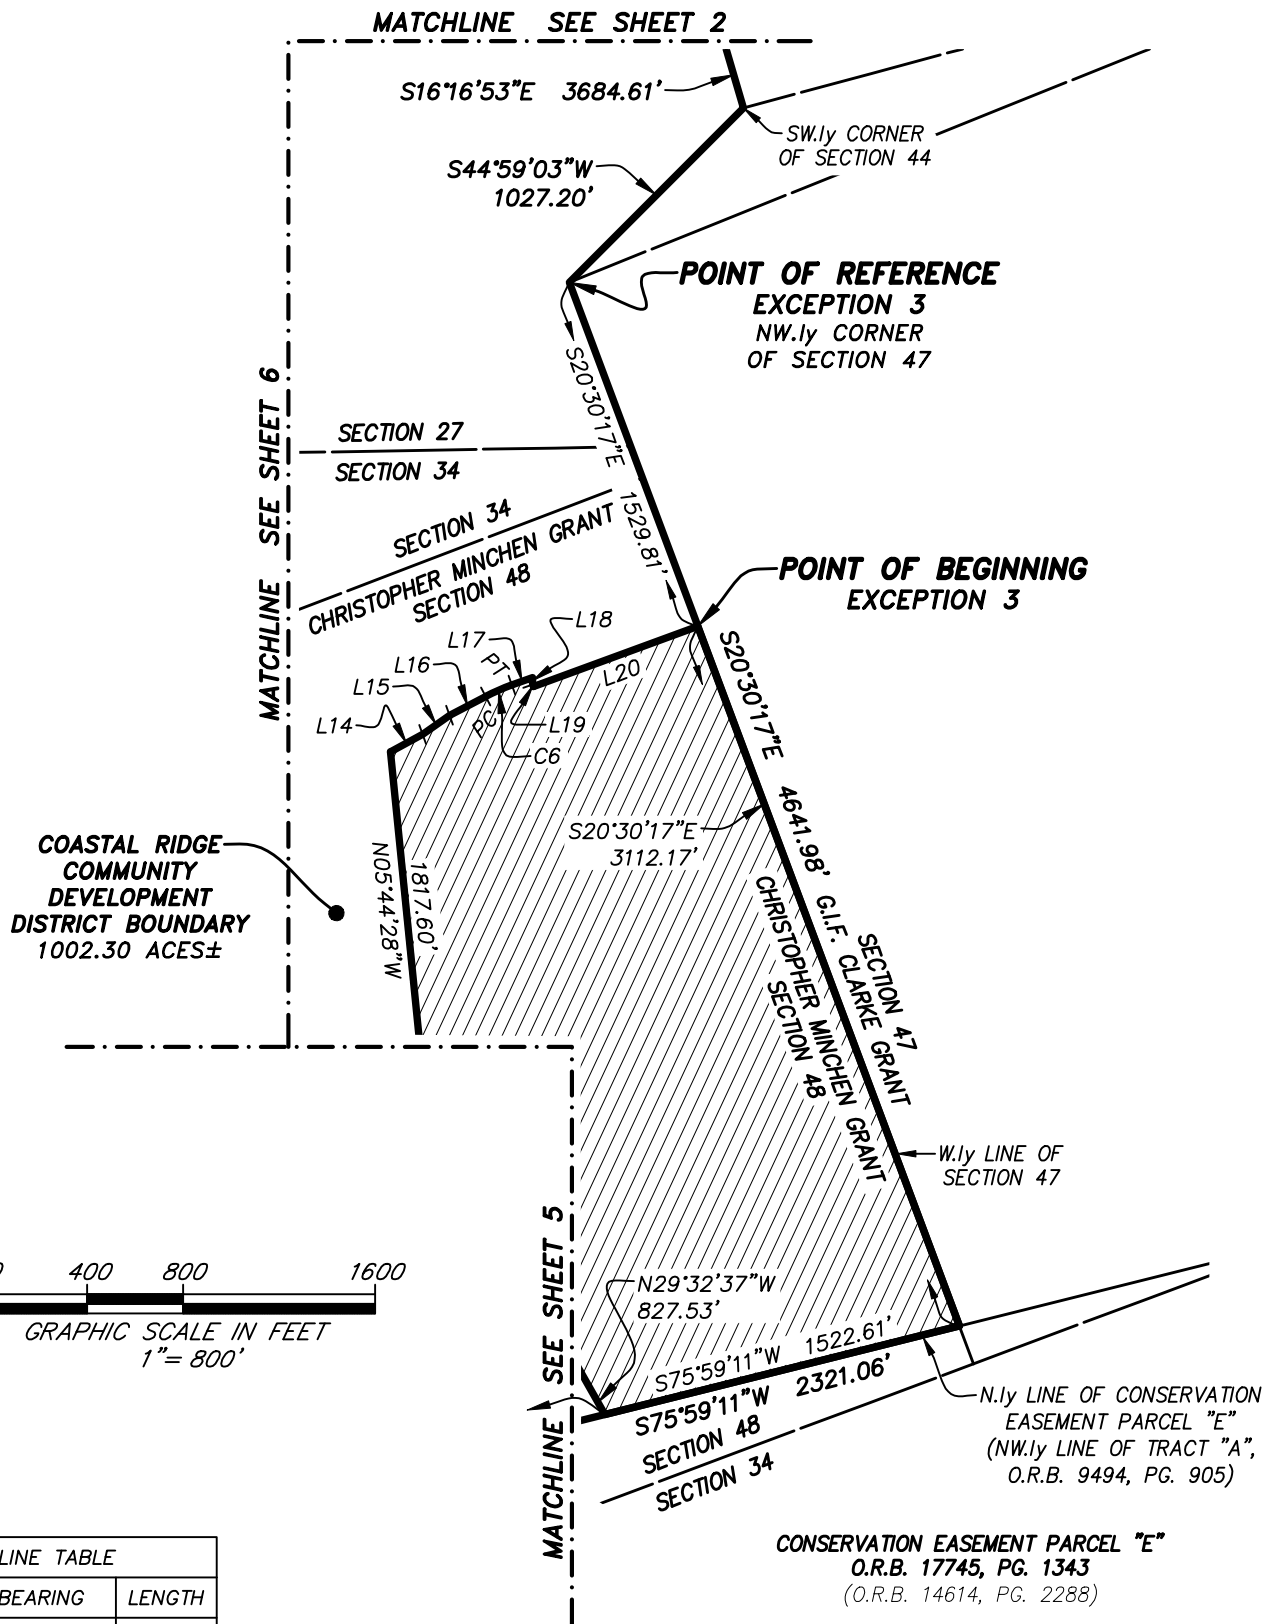 MATCHLINE SEE SHEET 2
S16°16'53"E 3684.61'
SW.ly CORNER
OF SECTION 44
S44°59'03"W
1027.20'
POINT OF REFERENCE
EXCEPTION 3
NW.ly CORNER
OF SECTION 47
MATCHLINE SEE SHEET 6
S20°30'17"E 1529.81'
SECTION 27
SECTION 34
SECTION 34
CHRISTOPHER MINCHEN GRANT
SECTION 48
POINT OF BEGINNING
EXCEPTION 3
L18
L17
PT
L16
L15
L14
L20
PC
L19
C6
S20°30'17"E 4641.98'
S20°30'17"E
3112.17'
COASTAL RIDGE
COMMUNITY
DEVELOPMENT
DISTRICT BOUNDARY
1002.30 ACES±
N05°44'28"W
1817.60'
SECTION 47
G.I.F. CLARKE GRANT
CHRISTOPHER MINCHEN GRANT
SECTION 48
W.ly LINE OF
SECTION 47
MATCHLINE SEE SHEET 5
N29°32'37"W
827.53'
400 800 1600
GRAPHIC SCALE IN FEET
1"= 800'
S75°59'11"W 1522.61'
S75°59'11"W 2321.06'
SECTION 48
SECTION 34
N.ly LINE OF CONSERVATION
EASEMENT PARCEL "E"
(NW.ly LINE OF TRACT "A",
O.R.B. 9494, PG. 905)
CONSERVATION EASEMENT PARCEL "E"
O.R.B. 17745, PG. 1343
(O.R.B. 14614, PG. 2288)
LINE TABLE
BEARING LENGTH